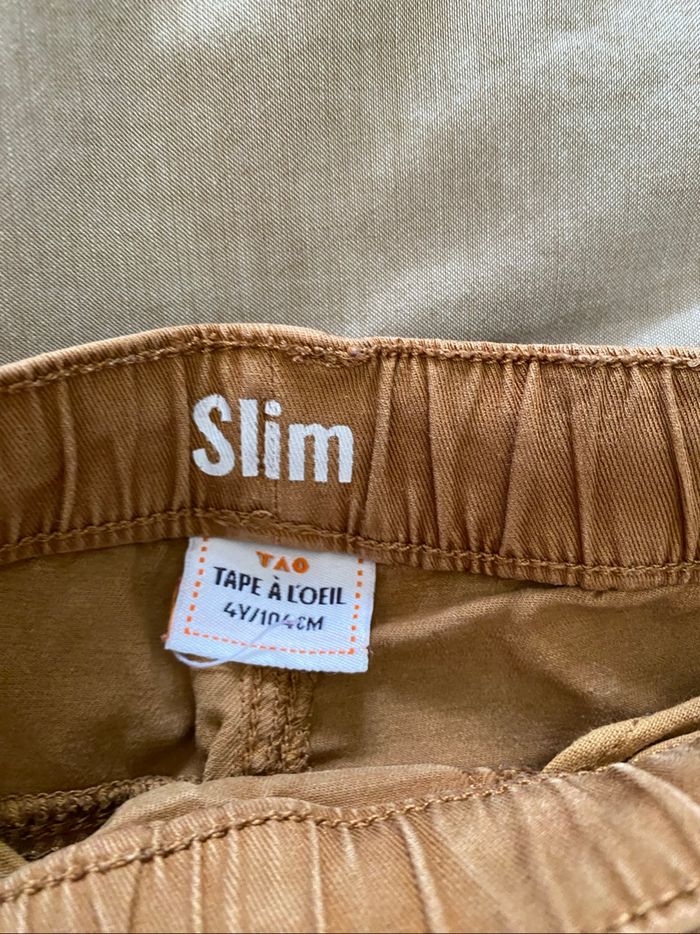 Slim
TAO
TAPE À L'OEIL
4Y/104CM